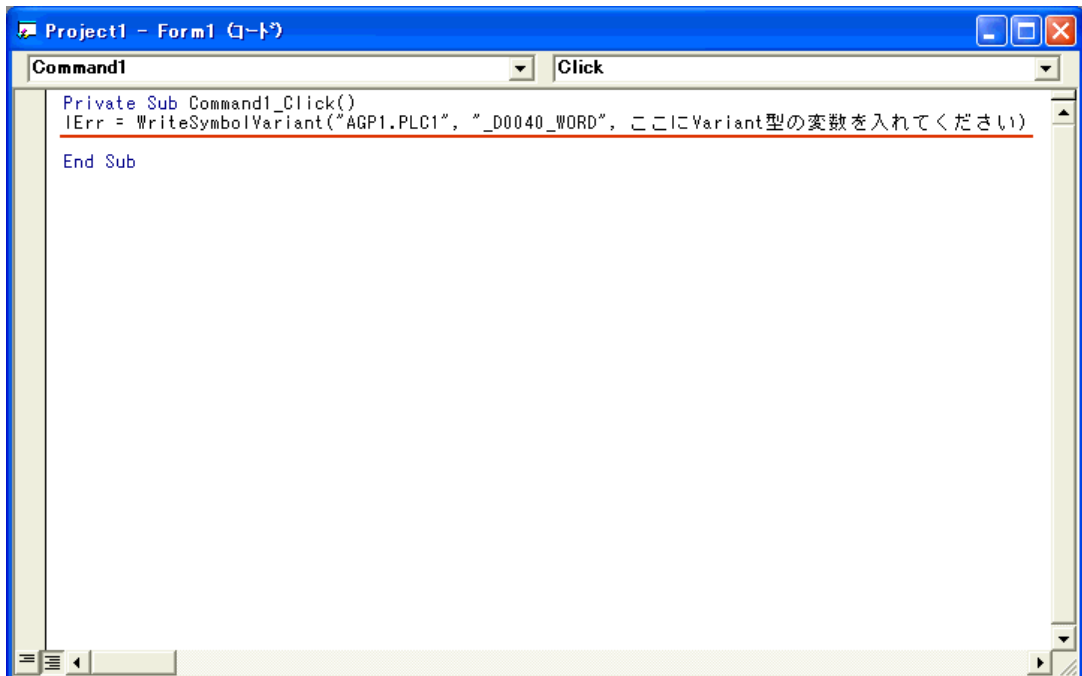 Project1 - Form1 (ｺｰﾄﾞ)
Command1 Click
Private Sub Command1_Click()
lErr = WriteSymbolVariant("AGP1.PLC1", "_D0040_WORD", ここにVariant型の変数を入れてください)
End Sub